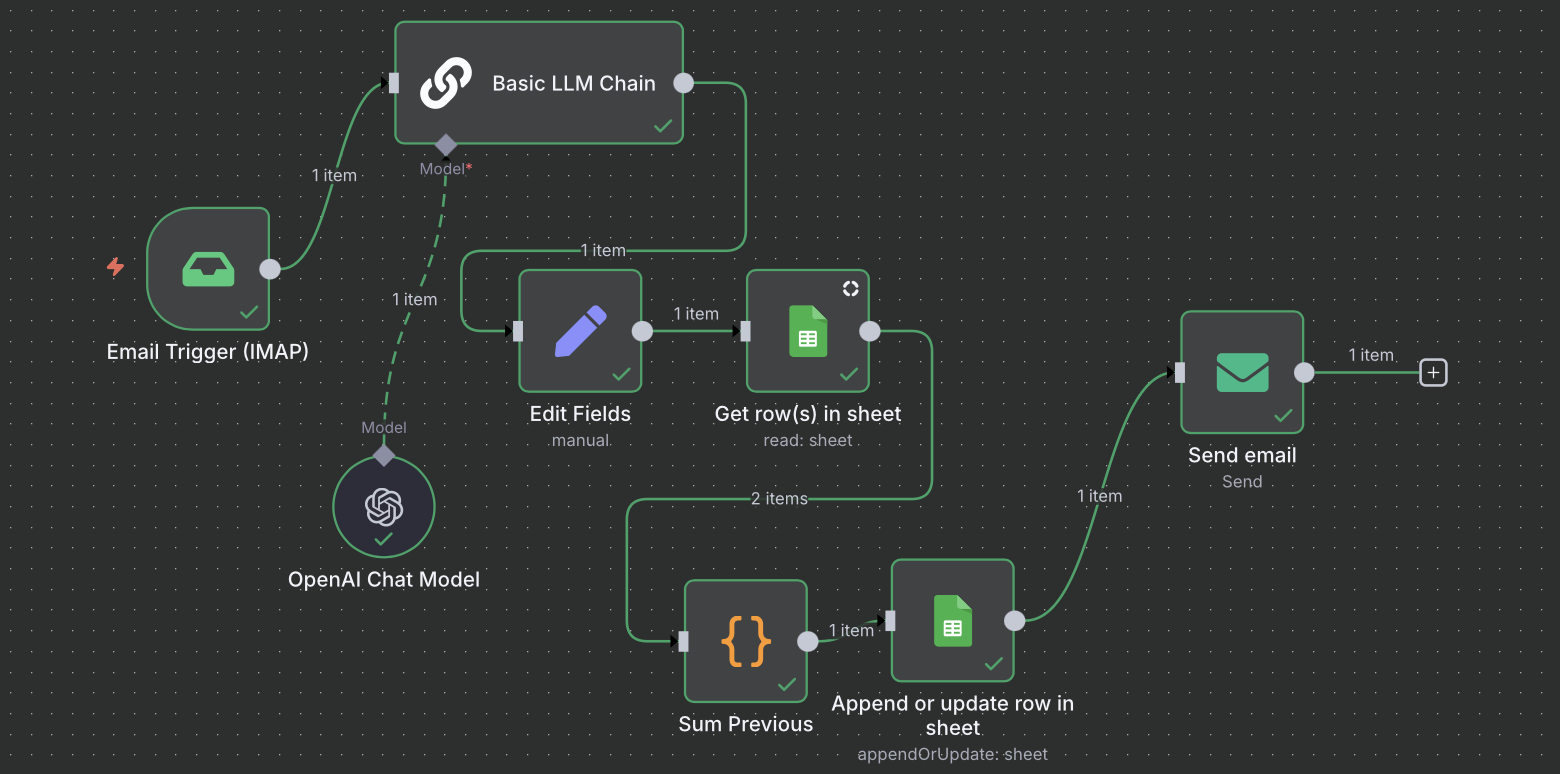 Basic LLM Chain
Model*
1 item
Email Trigger (IMAP)
1 item
Model
OpenAI Chat Model
1 item
Edit Fields
manual
1 item
Get row(s) in sheet
read: sheet
2 items
Sum Previous
1 item
Append or update row in
sheet
appendOrUpdate: sheet
1 item
Send email
Send
1 item